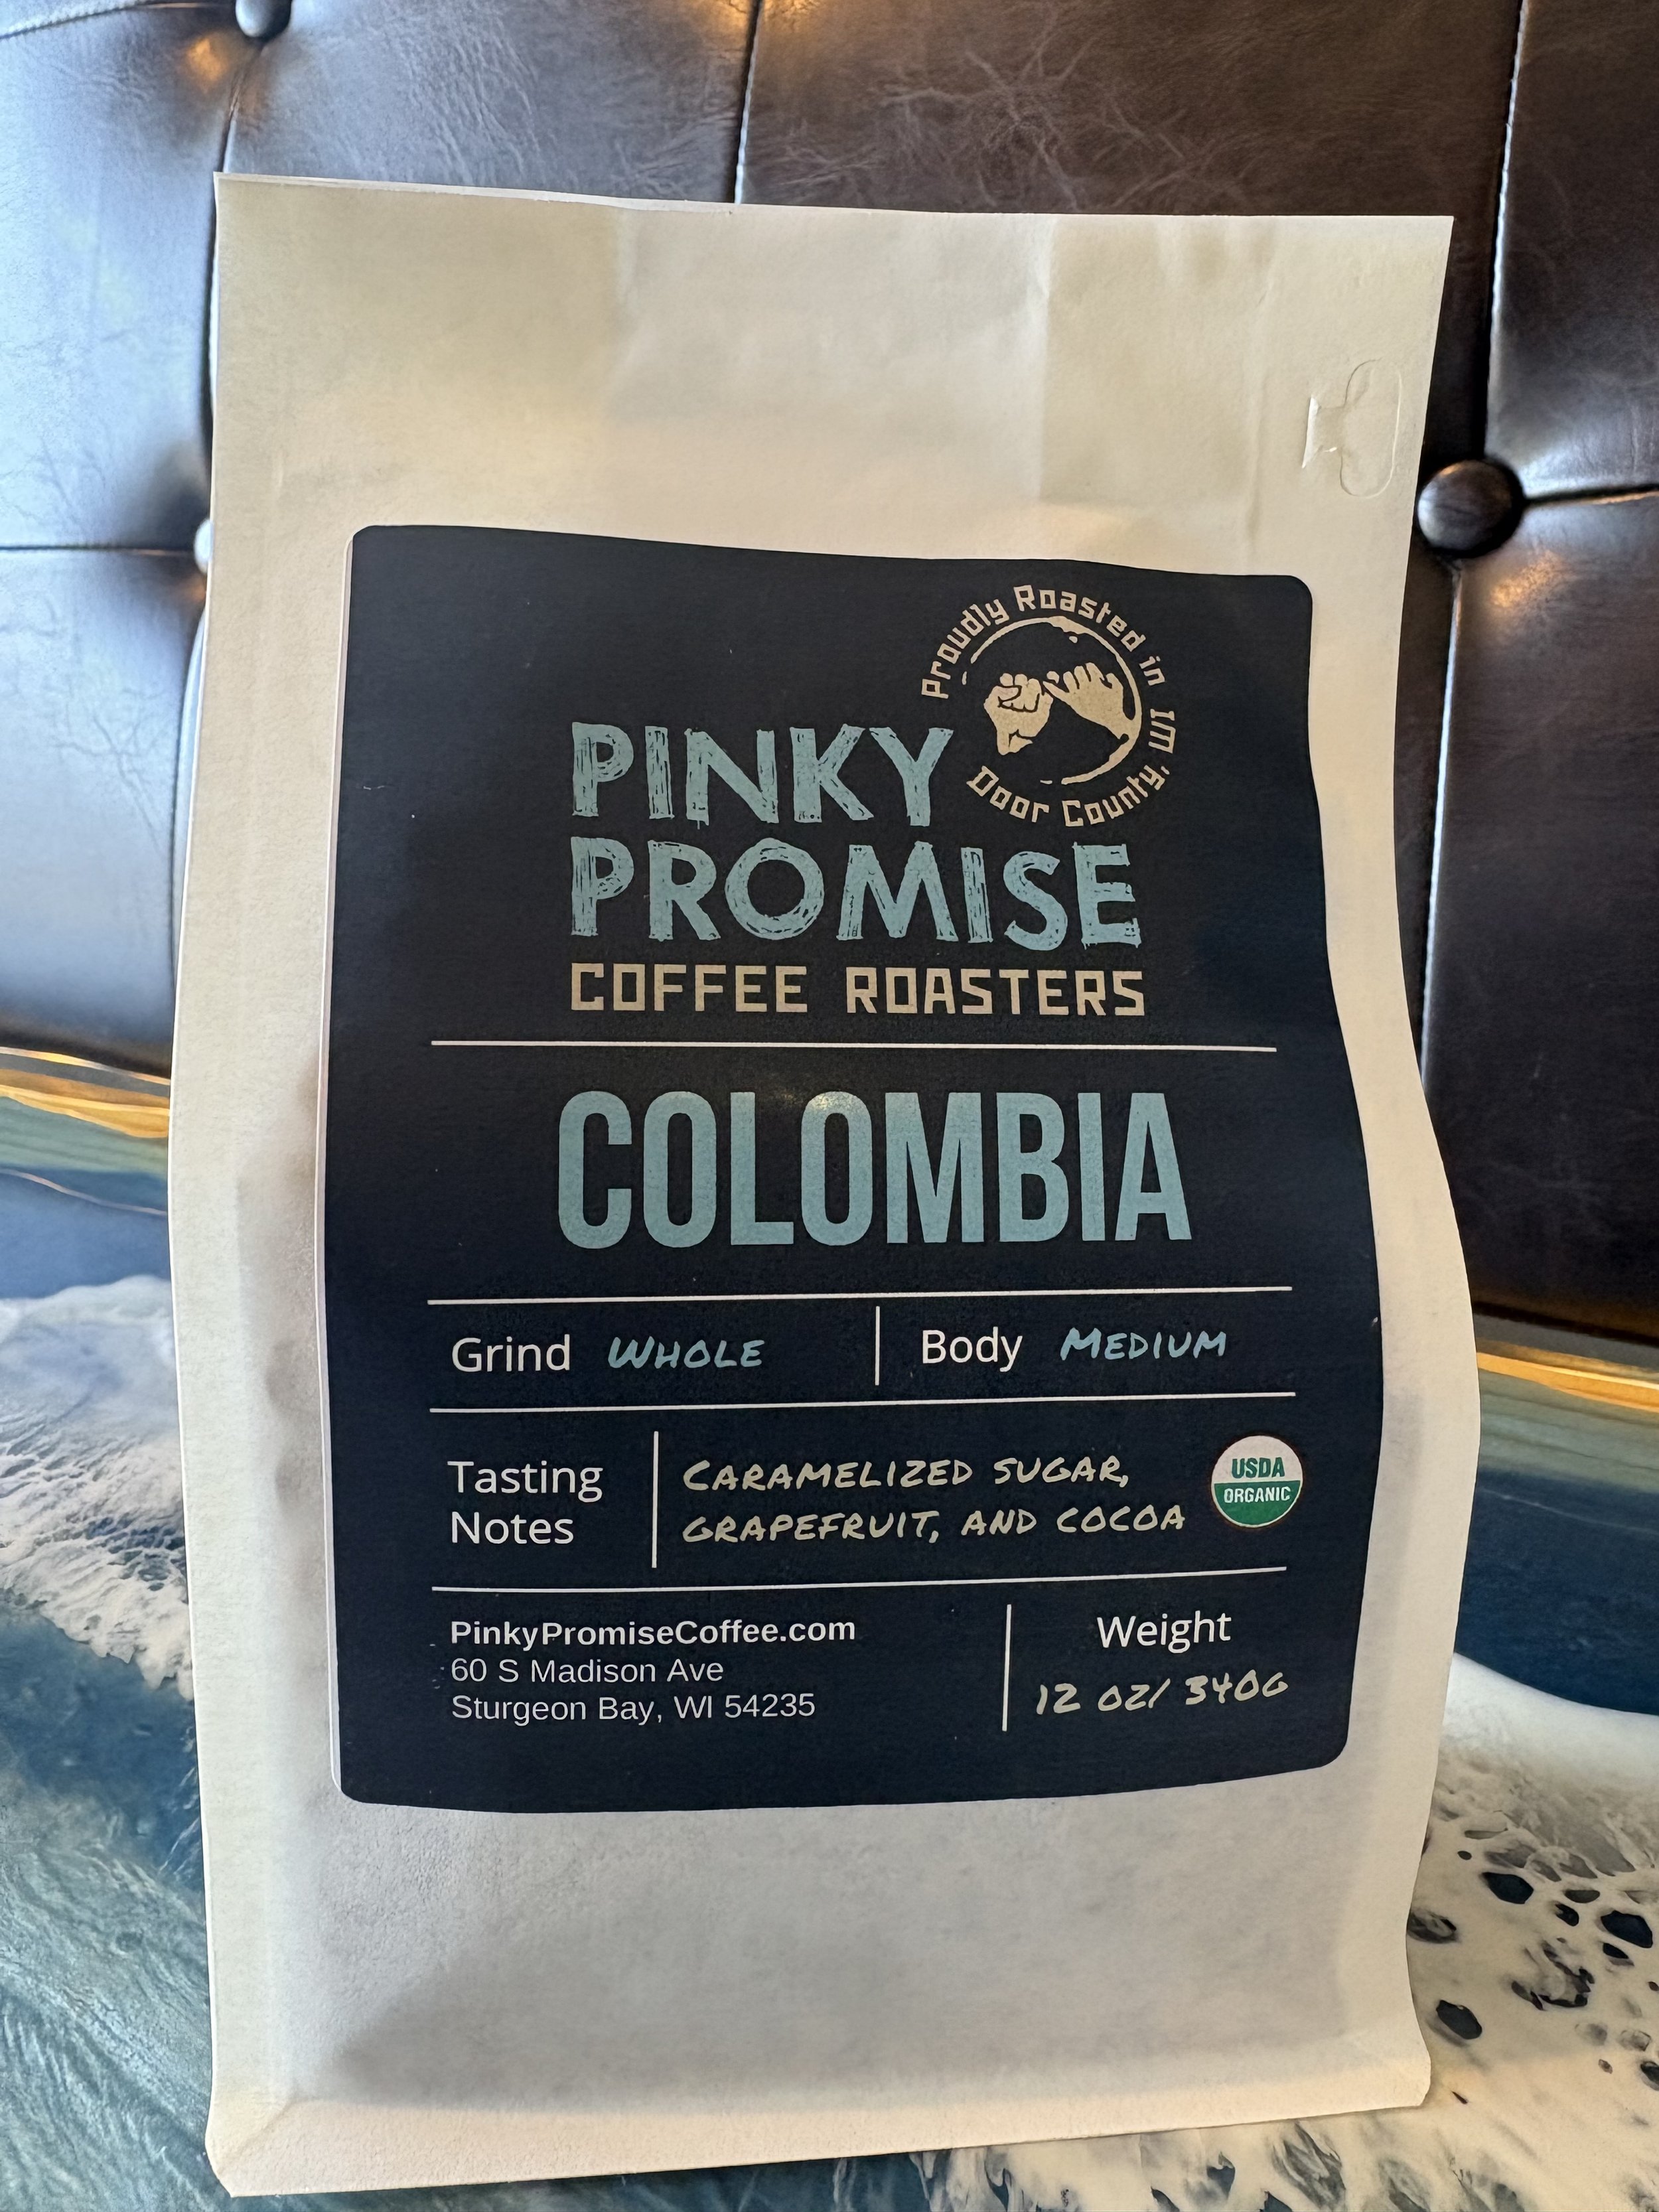 Proudly Roasted in
Door County, WI
PINKY
PROMISE
COFFEE ROASTERS
COLOMBIA
Grind WHOLE
Body MEDIUM
Tasting
Notes
CARAMELIZED SUGAR,
GRAPEFRUIT, AND COCOA
USDA
ORGANIC
PinkyPromiseCoffee.com
60 S Madison Ave
Sturgeon Bay, WI 54235
Weight
12 OZ/ 340G